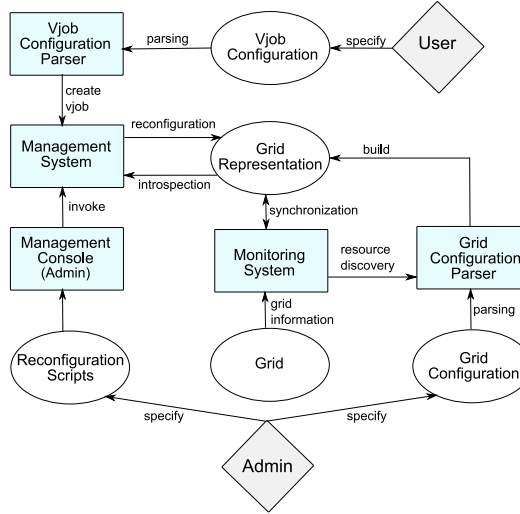 Vjob
Configuration
Parser
parsing
Vjob
Configuration
specify
User
create
vjob
Management
System
reconfiguration
introspection
Grid
Representation
build
invoke
synchronization
Management
Console
(Admin)
Monitoring
System
resource
discovery
Grid
Configuration
Parser
grid
information
parsing
Reconfiguration
Scripts
Grid
Grid
Configuration
specify
specify
Admin